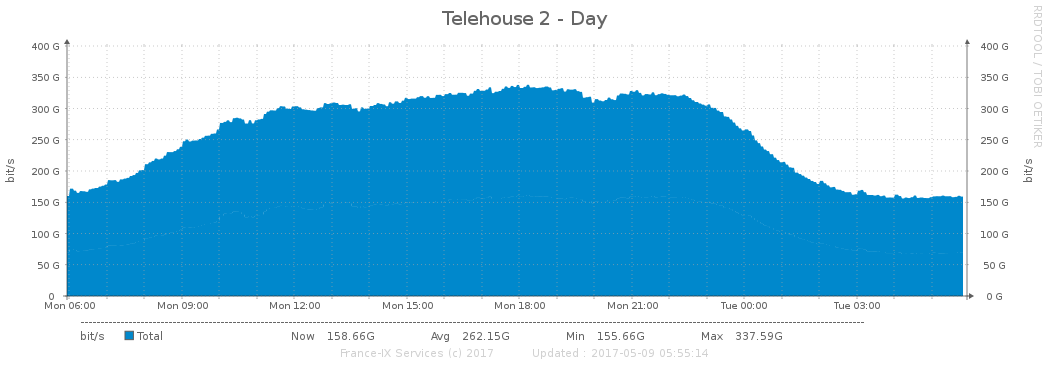 Telehouse 2 - Day
RRDTOOL / TOBI OETIKER
400 G 400 G
350 G 350 G
300 G 300 G
250 G 250 G
200 G 200 G
150 G 150 G
100 G 100 G
50 G 50 G
0 0 G
bit/s bit/s
Mon 06:00 Mon 09:00 Mon 12:00 Mon 15:00 Mon 18:00 Mon 21:00 Tue 00:00 Tue 03:00
bit/s Total Now 158.66G Avg 262.15G Min 155.66G Max 337.59G
France-IX Services (c) 2017 Updated : 2017-05-09 05:55:14